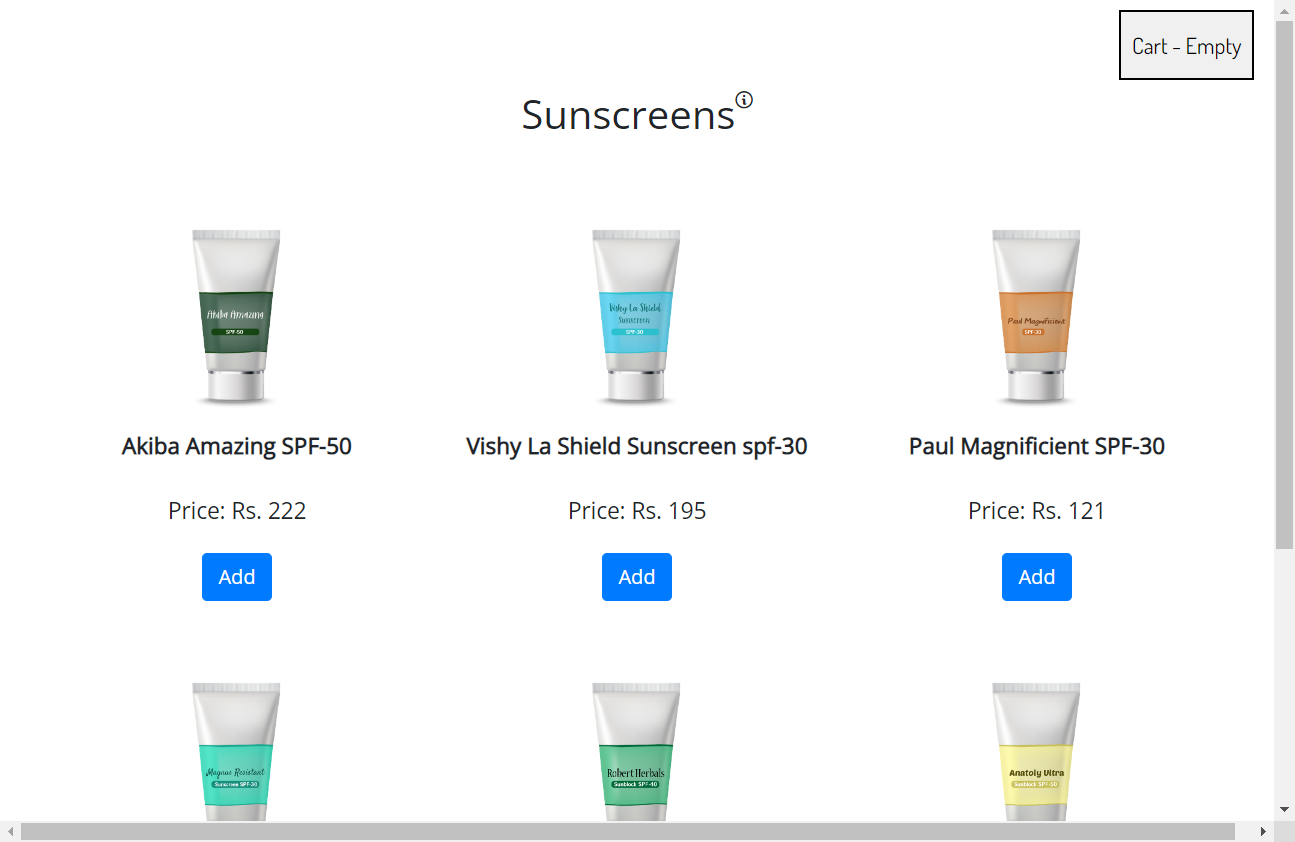 Cart - Empty
Sunscreens
Akiba Amazing
SPF-50
Vishy La Shield
Sunscreen
SPF-30
Paul Magnificient
SPF-30
Akiba Amazing SPF-50
Vishy La Shield Sunscreen spf-30
Paul Magnificient SPF-30
Price: Rs. 222
Price: Rs. 195
Price: Rs. 121
Add
Add
Add
Magnus Resistant
Sunscreen SPF-30
Robert Herbals
Sunblock SPF-40
Anatoly Ultra
Sunblock SPF-50